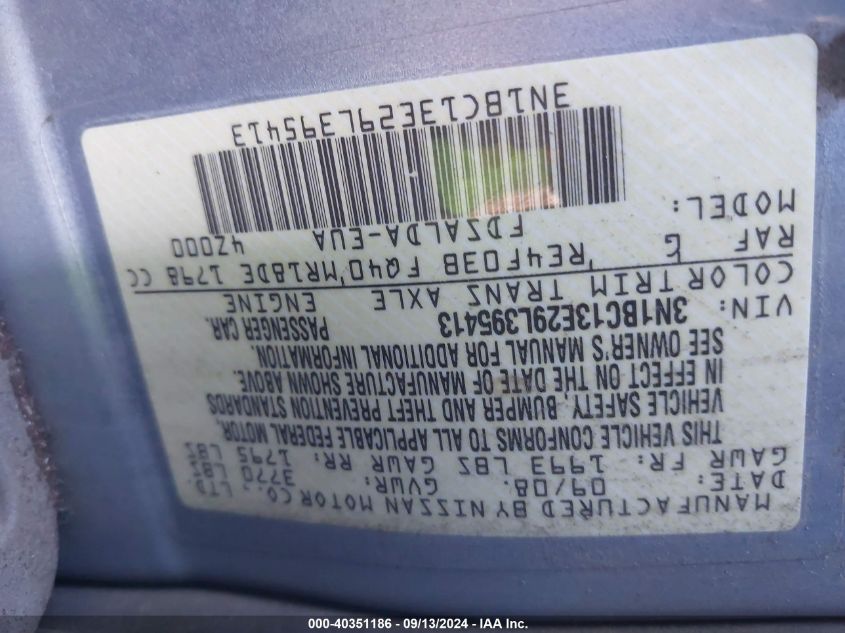 MANUFACTURED BY NISSAN MOTOR CO., LTD.
DATE: 09/08. GVWR: 3770 LBS.
GAWR FR: 1993 LBS GAWR RR: 1795 LBS
THIS VEHICLE CONFORMS TO ALL APPLICABLE FEDERAL MOTOR
VEHICLE SAFETY, BUMPER AND THEFT PREVENTION STANDARDS
IN EFFECT ON THE DATE OF MANUFACTURE SHOWN ABOVE.
SEE OWNER'S MANUAL FOR ADDITIONAL INFORMATION.
VIN: 3N1BC13E29L395413 PASSENGER CAR.
COLOR TRIM TRANS AXLE ENGINE
RAF G 'RE4F03B FQ40'MR18DE 1798 CC
MODEL: FDSALDA-EUA 4Z000
3N1BC13E29L395413
000-40351186 - 09/13/2024 - IAA Inc.